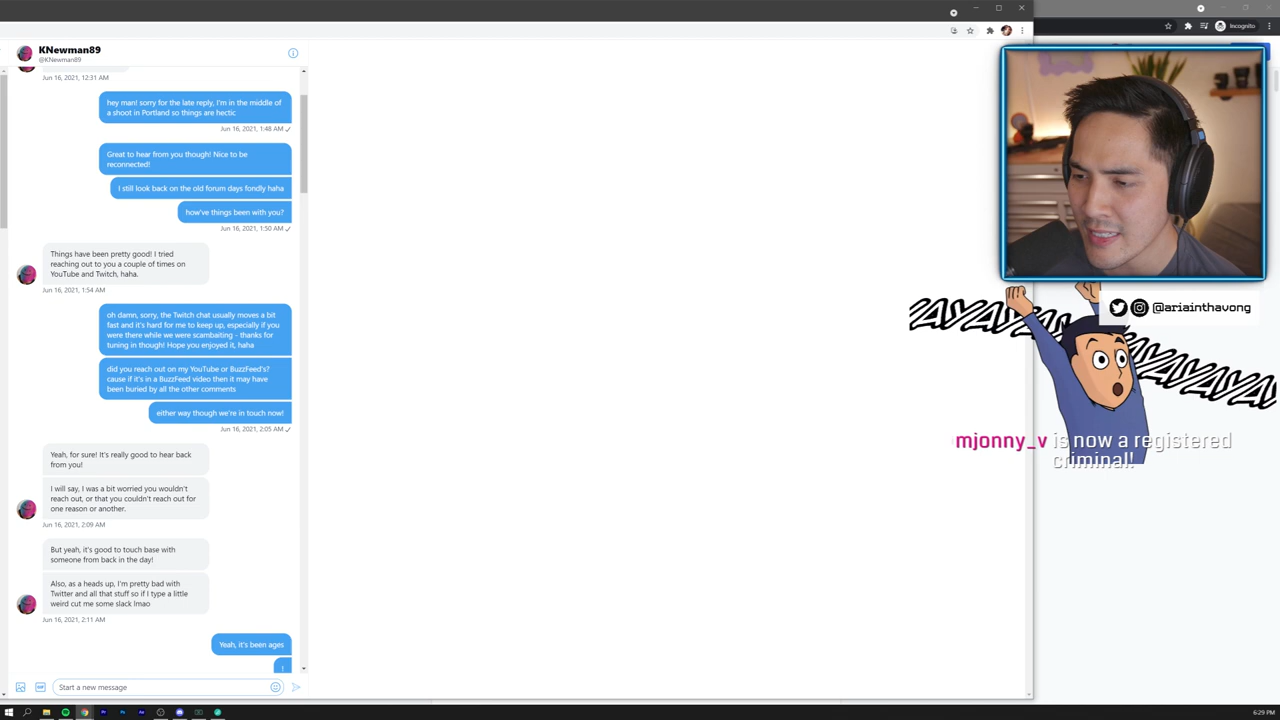 Incognito
KNewman89
@KNewman89
Jun 16, 2021, 12:31 AM
hey man! sorry for the late reply, I'm in the middle of
a shoot in Portland so things are hectic
Jun 16, 2021, 1:48 AM ✓
Great to hear from you though! Nice to be
reconnected!
I still look back on the old forum days fondly haha
how've things been with you?
Jun 16, 2021, 1:50 AM ✓
Things have been pretty good! I tried
reaching out to you a couple of times on
YouTube and Twitch, haha.
Jun 16, 2021, 1:54 AM
oh damn, sorry, the Twitch chat usually moves a bit
fast and it's hard for me to keep up, especially if you
were there while we were scambaiting - thanks for
tuning in though! Hope you enjoyed it, haha
did you reach out on my YouTube or BuzzFeed's?
cause if it's in a BuzzFeed video then it may have
been buried by all the other comments
either way though we're in touch now!
Jun 16, 2021, 2:05 AM ✓
Yeah, for sure! It's really good to hear back
from you!
I will say, I was a bit worried you wouldn't
reach out, or that you couldn't reach out for
one reason or another.
Jun 16, 2021, 2:09 AM
But yeah, it's good to touch base with
someone from back in the day!
Also, as a heads up, I'm pretty bad with
Twitter and all that stuff so if I type a little
weird cut me some slack lmao
Jun 16, 2021, 2:11 AM
Yeah, it's been ages
GIF
Start a new message
@ariainthavong
AYAYA
AYAYAYA
mjonny_v is now a registered
criminal!
6:29 PM